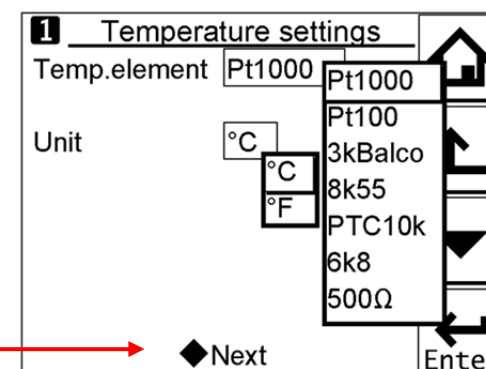 1 Temperature settings
Temp.element Pt1000
Pt1000
Pt100
3kBalco
8k55
PTC10k
6k8
500Ω
Unit °C
°C
°F
◆Next
Ente